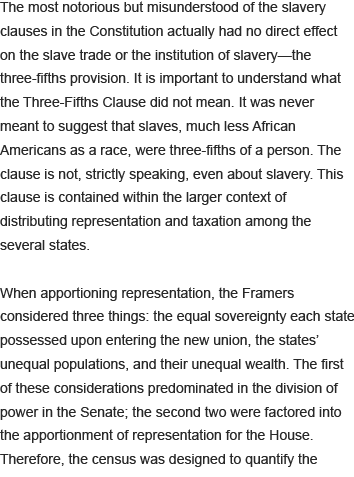 The most notorious but misunderstood of the slavery
clauses in the Constitution actually had no direct effect
on the slave trade or the institution of slavery—the
three-fifths provision. It is important to understand what
the Three-Fifths Clause did not mean. It was never
meant to suggest that slaves, much less African
Americans as a race, were three-fifths of a person. The
clause is not, strictly speaking, even about slavery. This
clause is contained within the larger context of
distributing representation and taxation among the
several states.
When apportioning representation, the Framers
considered three things: the equal sovereignty each state
possessed upon entering the new union, the states’
unequal populations, and their unequal wealth. The first
of these considerations predominated in the division of
power in the Senate; the second two were factored into
the apportionment of representation for the House.
Therefore, the census was designed to quantify the